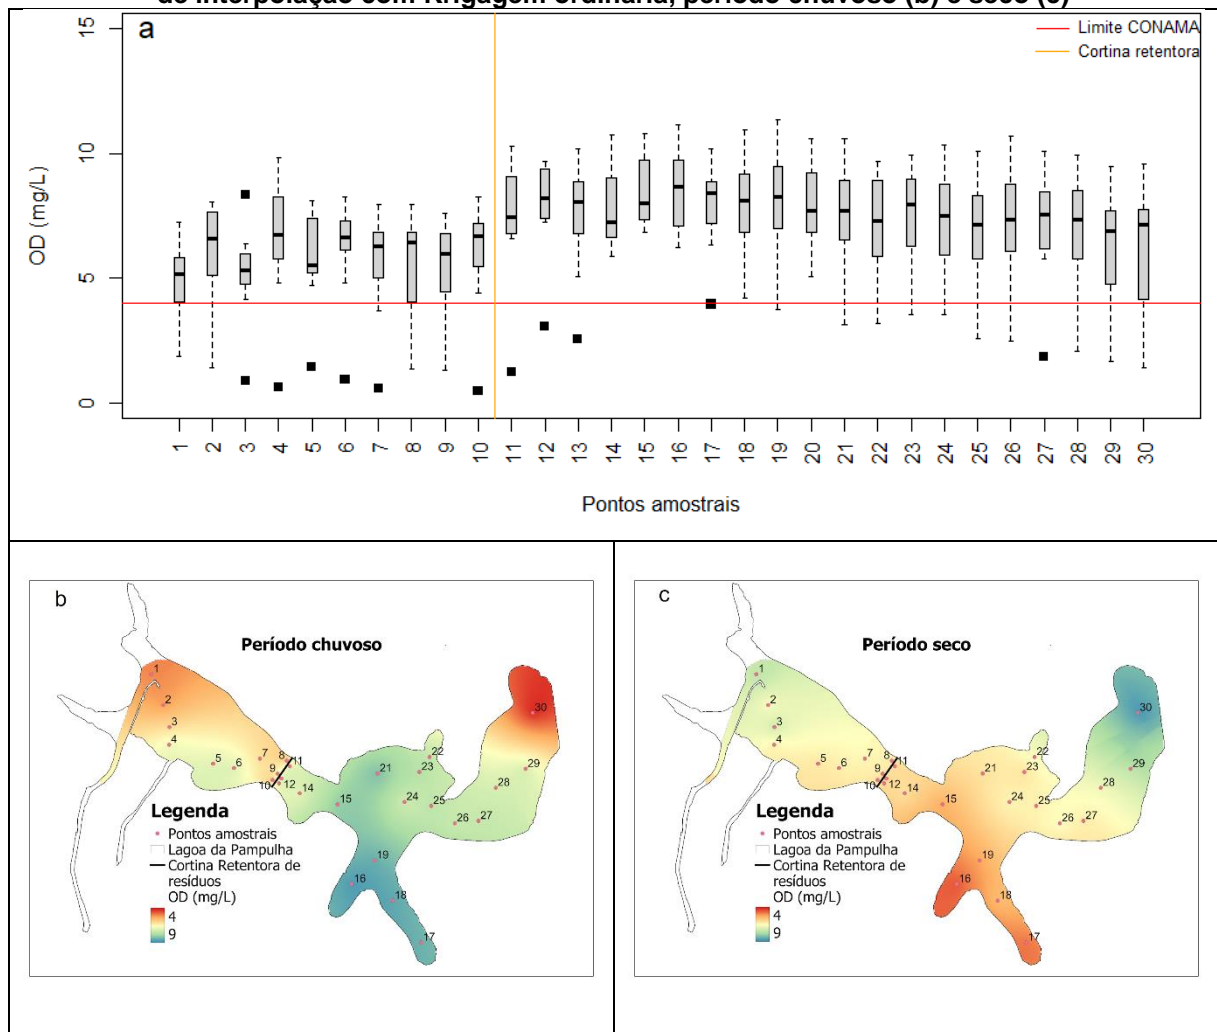 de interpolação com Krigagem ordinária, período chuvoso (b) e seco (c)
a
Limite CONAMA
Cortina retentora
15
10
5
0
OD (mg/L)
1 2 3 4 5 6 7 8 9 10 11 12 13 14 15 16 17 18 19 20 21 22 23 24 25 26 27 28 29 30
Pontos amostrais
b
Período chuvoso
1
2
3
4
5
6
7
8
11
9
10
12
14
15
21
22
23
24
25
26
27
28
29
30
19
16
18
17
Legenda
Pontos amostrais
Lagoa da Pampulha
Cortina Retentora de
resíduos
OD (mg/L)
4
9
c
Período seco
1
2
3
4
5
6
7
8
11
9
10
12
14
15
21
22
23
24
25
26
27
28
29
30
19
16
18
17
Legenda
Pontos amostrais
Lagoa da Pampulha
Cortina Retentora de
resíduos
OD (mg/L)
4
9